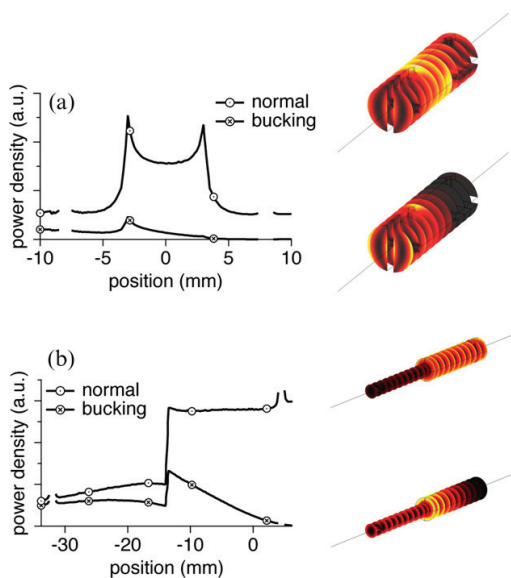 (a)
normal
bucking
power density (a.u.)
-10
-5
0
5
10
position (mm)
(b)
normal
bucking
power density (a.u.)
-30
-20
-10
0
position (mm)